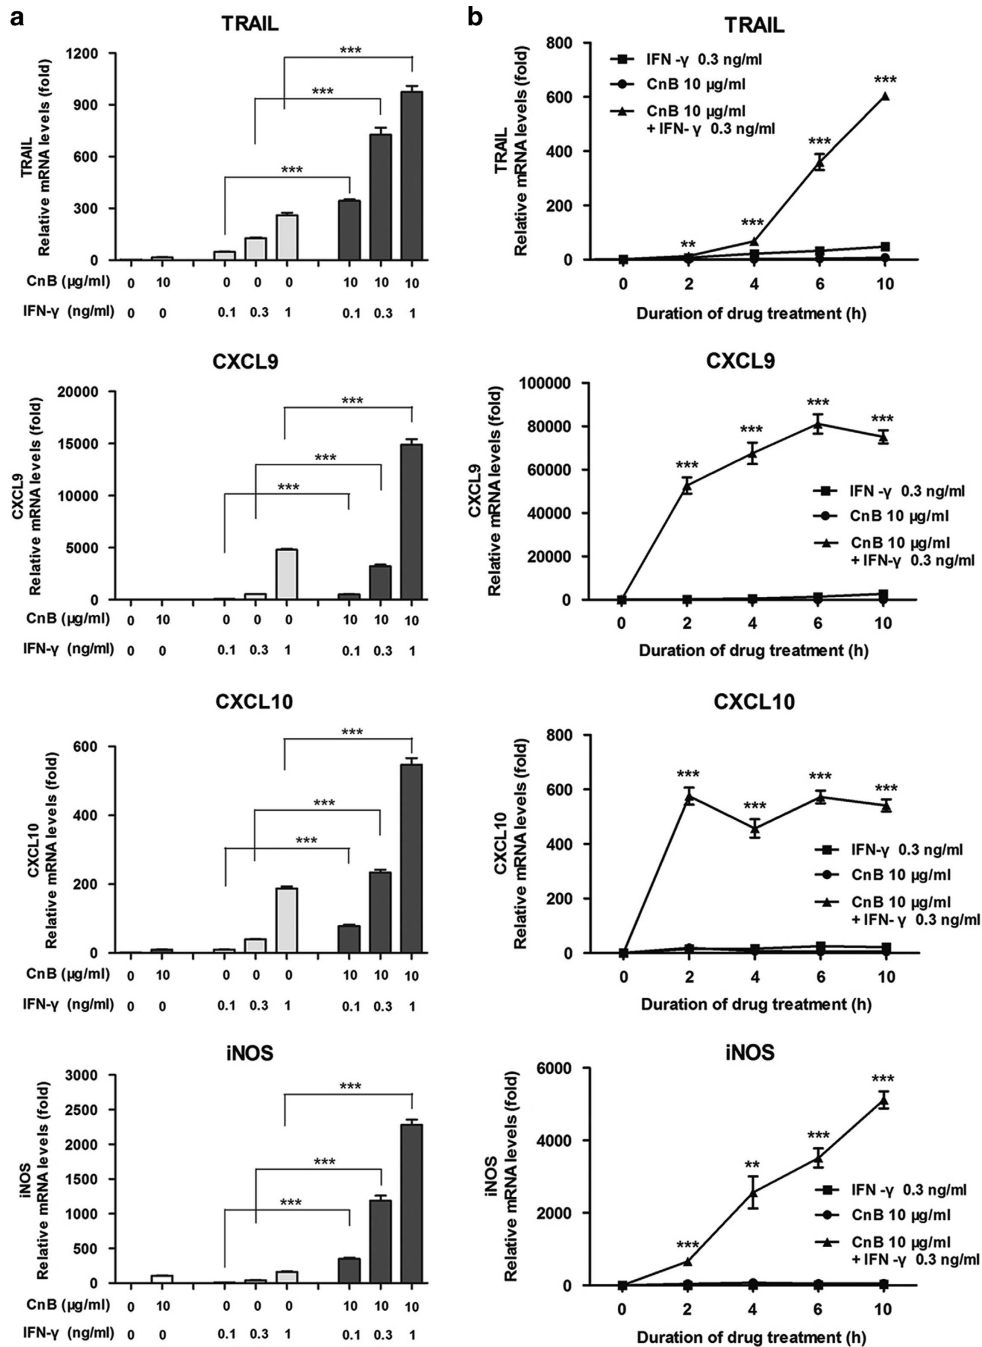 a
TRAIL
TRAIL
Relative mRNA levels (fold)
1200
900
600
300
0
***
***
***
CnB (µg/ml) 0 10 0 0 0 10 10 10
IFN-γ (ng/ml) 0 0 0.1 0.3 1 0.1 0.3 1
CXCL9
CXCL9
Relative mRNA levels (fold)
20000
15000
10000
5000
0
***
***
***
CnB (µg/ml) 0 10 0 0 0 10 10 10
IFN-γ (ng/ml) 0 0 0.1 0.3 1 0.1 0.3 1
CXCL10
CXCL10
Relative mRNA levels (fold)
600
400
200
0
***
***
***
CnB (µg/ml) 0 10 0 0 0 10 10 10
IFN-γ (ng/ml) 0 0 0.1 0.3 1 0.1 0.3 1
iNOS
iNOS
Relative mRNA levels (fold)
3000
2500
2000
1500
1000
500
0
***
***
***
CnB (µg/ml) 0 10 0 0 0 10 10 10
IFN-γ (ng/ml) 0 0 0.1 0.3 1 0.1 0.3 1
b
TRAIL
TRAIL
Relative mRNA levels (fold)
800
600
400
200
0
IFN -γ 0.3 ng/ml
CnB 10 µg/ml
CnB 10 µg/ml
+ IFN- γ 0.3 ng/ml
** *** *** ***
0 2 4 6 10
Duration of drug treatment (h)
CXCL9
CXCL9
Relative mRNA levels (fold)
100000
80000
60000
40000
20000
0
*** *** *** ***
IFN -γ 0.3 ng/ml
CnB 10 µg/ml
CnB 10 µg/ml
+ IFN-γ 0.3 ng/ml
0 2 4 6 10
Duration of drug treatment (h)
CXCL10
CXCL10
Relative mRNA levels (fold)
800
600
400
200
0
*** *** *** ***
IFN-γ 0.3 ng/ml
CnB 10 µg/ml
CnB 10 µg/ml
+ IFN- γ 0.3 ng/ml
0 2 4 6 10
Duration of drug treatment (h)
iNOS
iNOS
Relative mRNA levels (fold)
6000
4000
2000
0
*** ** *** ***
IFN -γ 0.3 ng/ml
CnB 10 µg/ml
CnB 10 µg/ml
+ IFN -γ 0.3 ng/ml
0 2 4 6 10
Duration of drug treatment (h)